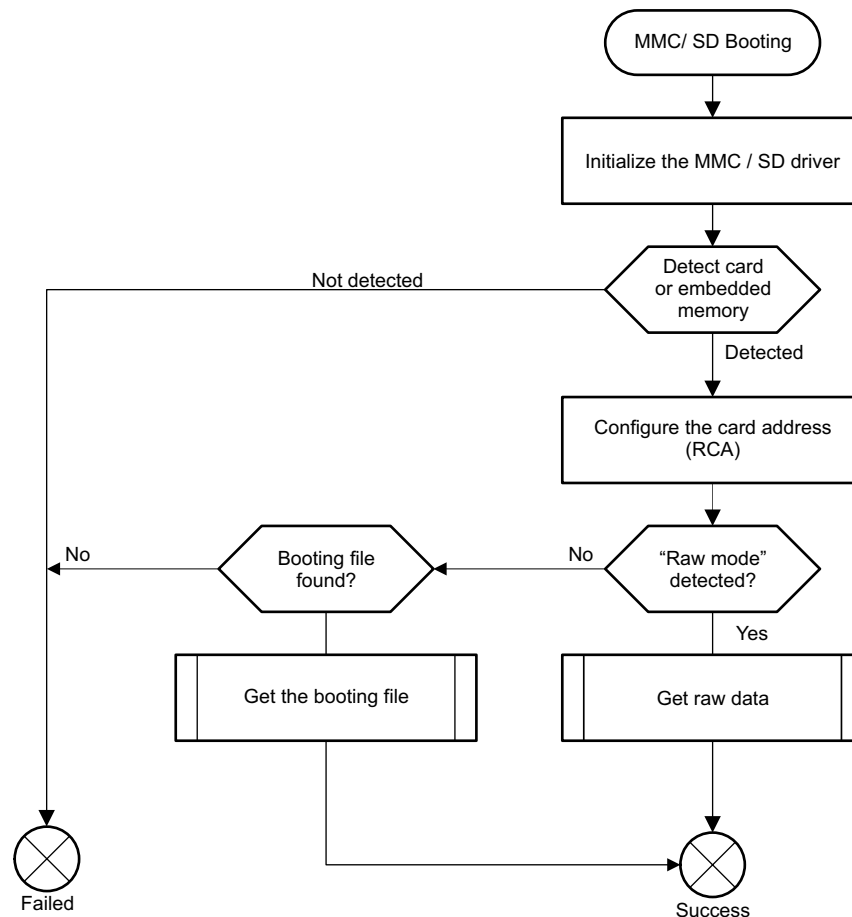 MMC/ SD Booting
Initialize the MMC / SD driver
Detect card
or embedded
memory
Not detected
Detected
Configure the card address
(RCA)
No
Booting file
found?
No
“Raw mode”
detected?
Yes
Get the booting file
Get raw data
Failed
Success